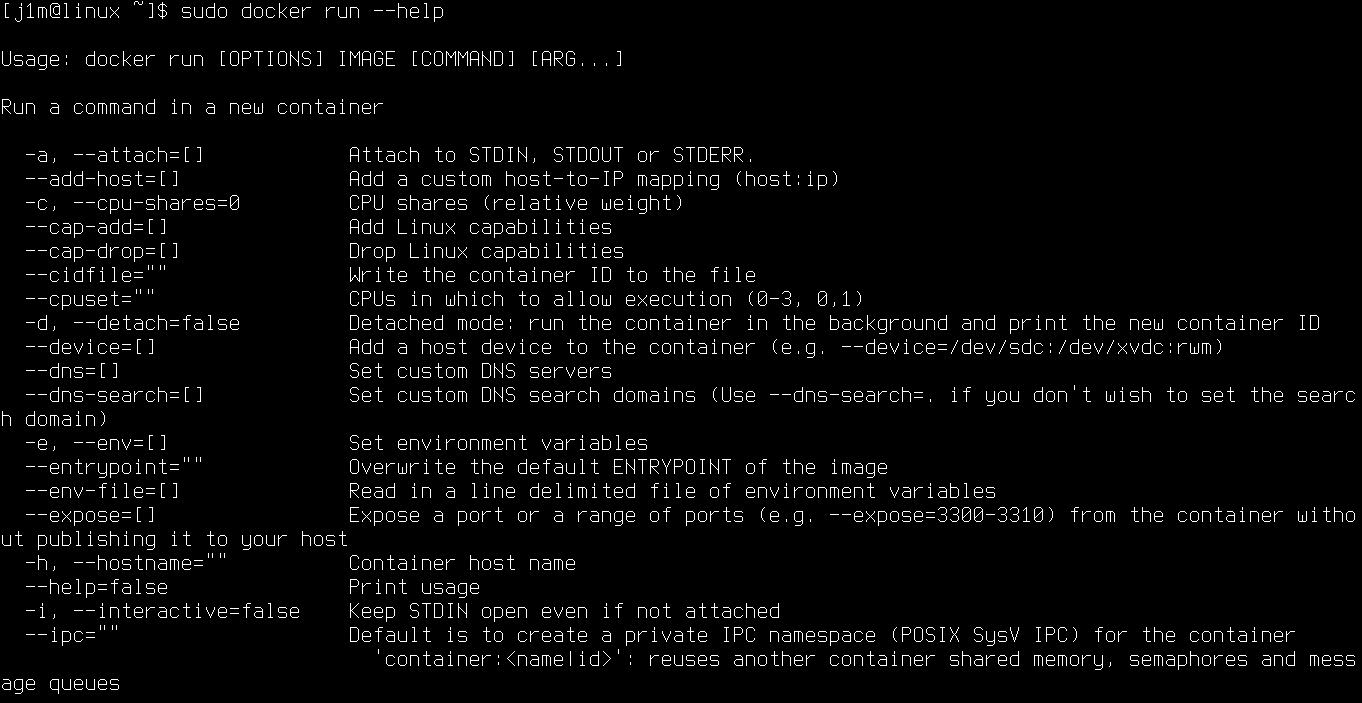 [j1m@linux ~]$ sudo docker run --help

Usage: docker run [OPTIONS] IMAGE [COMMAND] [ARG...]

Run a command in a new container

  -a, --attach=[]            Attach to STDIN, STDOUT or STDERR.
  --add-host=[]              Add a custom host-to-IP mapping (host:ip)
  -c, --cpu-shares=0         CPU shares (relative weight)
  --cap-add=[]               Add Linux capabilities
  --cap-drop=[]              Drop Linux capabilities
  --cidfile=""               Write the container ID to the file
  --cpuset=""                CPUs in which to allow execution (0-3, 0,1)
  -d, --detach=false         Detached mode: run the container in the background and print the new container ID
  --device=[]                Add a host device to the container (e.g. --device=/dev/sdc:/dev/xvdc:rwm)
  --dns=[]                   Set custom DNS servers
  --dns-search=[]            Set custom DNS search domains (Use --dns-search=. if you don't wish to set the searc
h domain)
  -e, --env=[]               Set environment variables
  --entrypoint=""            Overwrite the default ENTRYPOINT of the image
  --env-file=[]              Read in a line delimited file of environment variables
  --expose=[]                Expose a port or a range of ports (e.g. --expose=3300-3310) from the container witho
ut publishing it to your host
  -h, --hostname=""          Container host name
  --help=false               Print usage
  -i, --interactive=false    Keep STDIN open even if not attached
  --ipc=""                   Default is to create a private IPC namespace (POSIX SysV IPC) for the container
                               'container:<name|id>': reuses another container shared memory, semaphores and mess
age queues